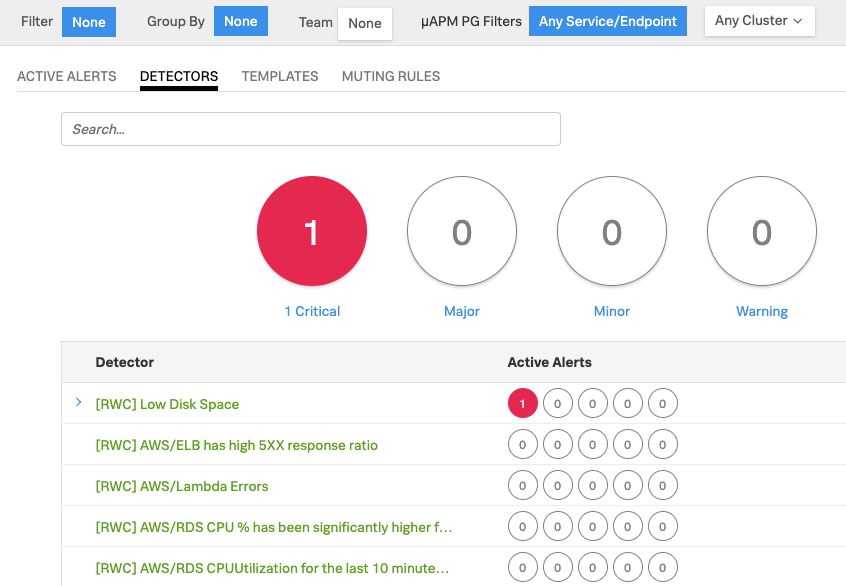 Filter None Group By None Team None µAPM PG Filters Any Service/Endpoint Any Cluster
ACTIVE ALERTS DETECTORS TEMPLATES MUTING RULES
Search...
1 0 0 0
1 Critical Major Minor Warning
Detector Active Alerts
[RWC] Low Disk Space 1 0 0 0 0
[RWC] AWS/ELB has high 5XX response ratio 0 0 0 0 0
[RWC] AWS/Lambda Errors 0 0 0 0 0
[RWC] AWS/RDS CPU % has been significantly higher f... 0 0 0 0 0
[RWC] AWS/RDS CPUUtilization for the last 10 minute... 0 0 0 0 0